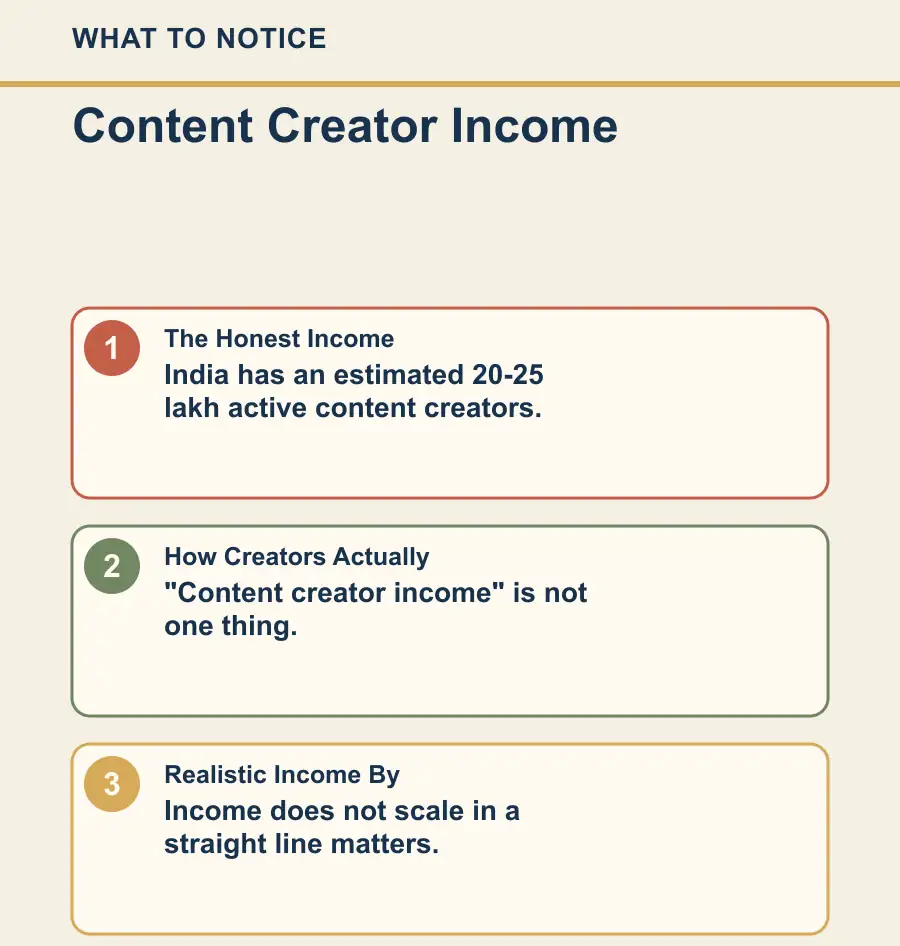 WHAT TO NOTICE
Content Creator Income
1
The Honest Income
India has an estimated 20-25
lakh active content creators.
2
How Creators Actually
"Content creator income" is not
one thing.
3
Realistic Income By
Income does not scale in a
straight line matters.